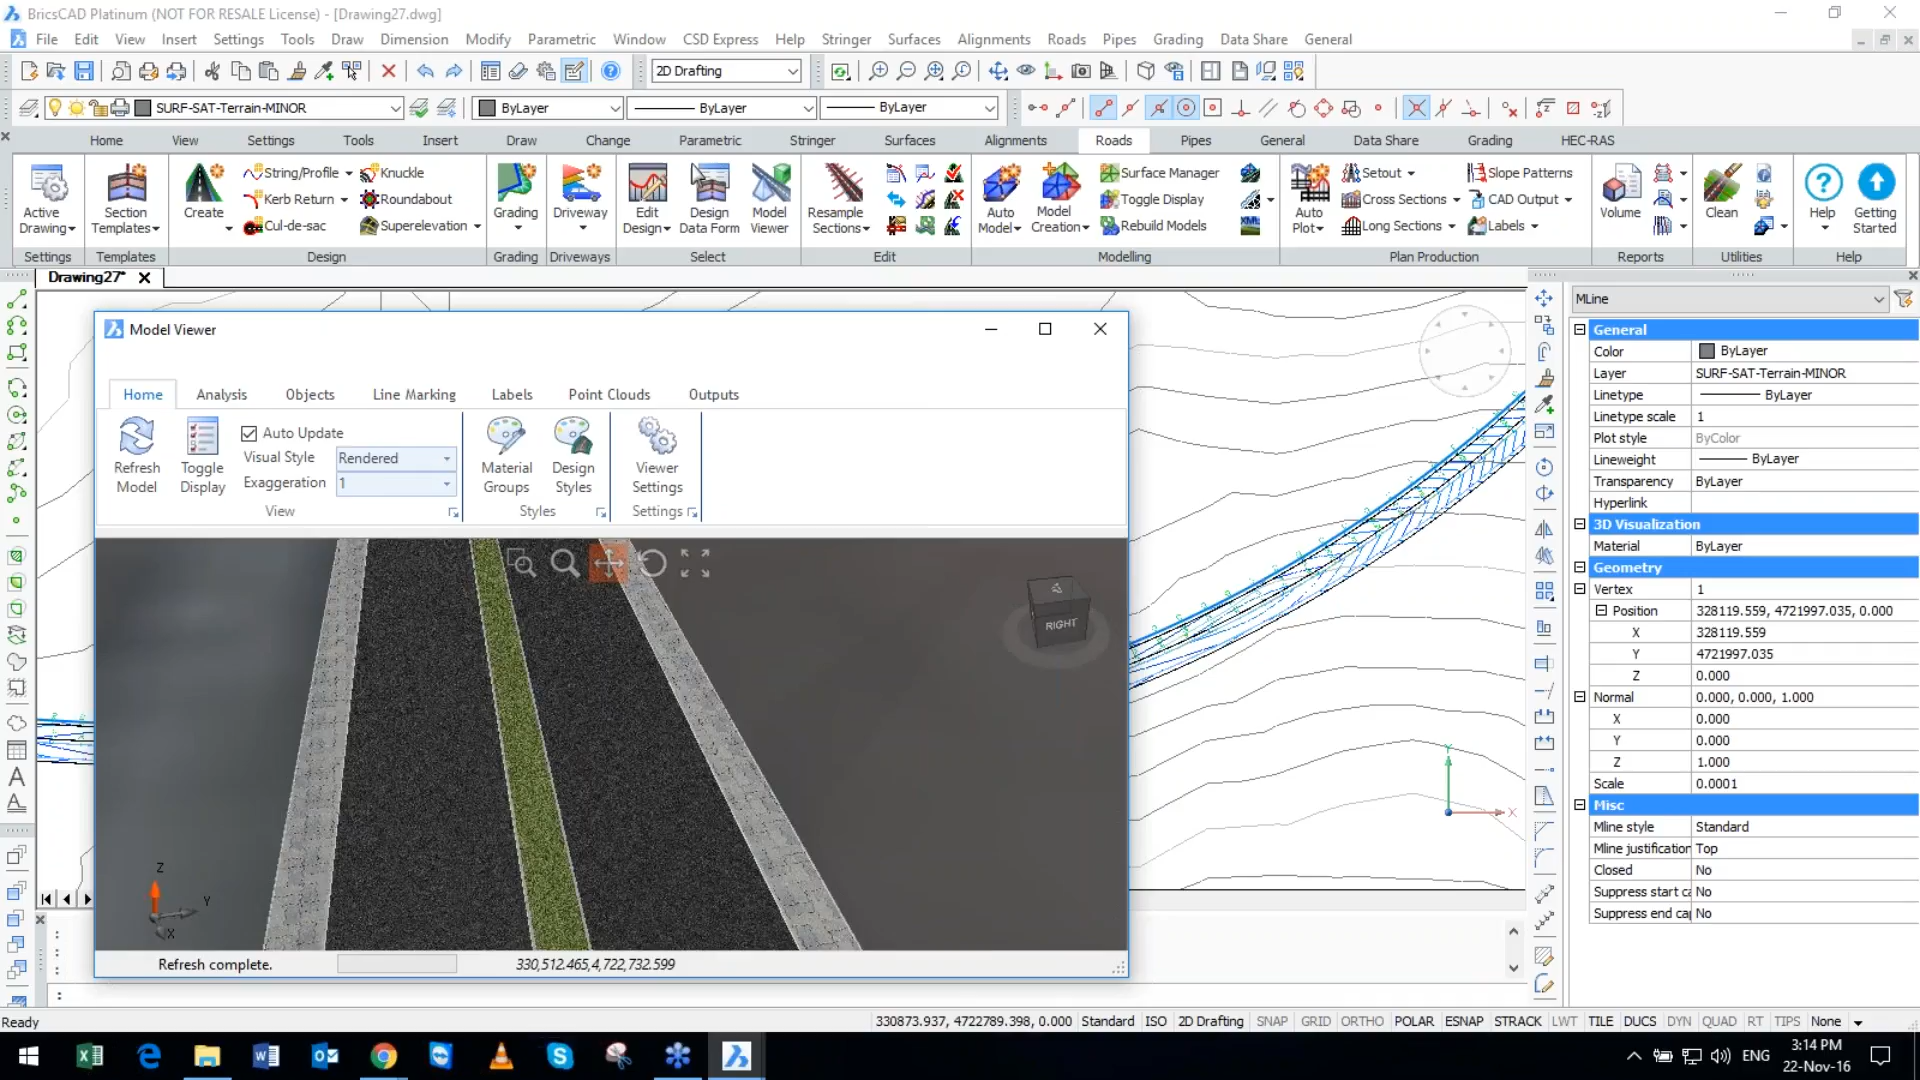 BricsCAD Platinum (NOT FOR RESALE License) - [Drawing27.dwg]
File Edit View Insert Settings Tools Draw Dimension Modify Parametric Window CSD Express Help Stringer Surfaces Alignments Roads Pipes Grading Data Share General
2D Drafting
SURF-SAT-Terrain-MINOR ByLayer ByLayer ByLayer
Home View Settings Tools Insert Draw Change Parametric Stringer Surfaces Alignments Roads Pipes General Data Share Grading HEC-RAS
String/Profile Knuckle Surface Manager Setout Slope Patterns
Kerb Return Roundabout Toggle Display Cross Sections CAD Output
Active Section Create Grading Driveway Edit Design Model Resample Auto Model Auto Volume Clean Help Getting
Drawing Templates Cul-de-sac Superelevation Design Data Form Viewer Sections Model Creation Rebuild Models Plot Long Sections Labels Started
XML
Settings Templates Design Grading Driveways Select Edit Modelling Plan Production Reports Utilities Help
Drawing27*
MLine
Model Viewer
Home Analysis Objects Line Marking Labels Point Clouds Outputs
Auto Update
Visual Style Rendered
Exaggeration 1
Refresh Model
Toggle Display
Material Groups
Design Styles
Viewer Settings
View Styles Settings
RIGHT
Z
Y
X
Refresh complete. 330,512.465,4,722,732.599
Y
X
General
Color ByLayer
Layer SURF-SAT-Terrain-MINOR
Linetype ByLayer
Linetype scale 1
Plot style ByColor
Lineweight ByLayer
Transparency ByLayer
Hyperlink
3D Visualization
Material ByLayer
Geometry
Vertex 1
Position 328119.559, 4721997.035, 0.000
X 328119.559
Y 4721997.035
Z 0.000
Normal 0.000, 0.000, 1.000
X 0.000
Y 0.000
Z 1.000
Scale 0.0001
Misc
Mline style Standard
Mline justification Top
Closed No
Suppress start ca No
Suppress end cap No
:
:
:
:
Ready 330873.937, 4722789.398, 0.000 Standard ISO 2D Drafting SNAP GRID ORTHO POLAR ESNAP STRACK LWT TILE DUCS DYN QUAD RT TIPS None
ENG 3:14 PM
22-Nov-16